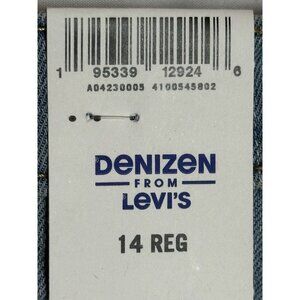 1 95339 12924 6
A04230005 4100545802
DENIZEN
FROM
LEVI'S
14 REG